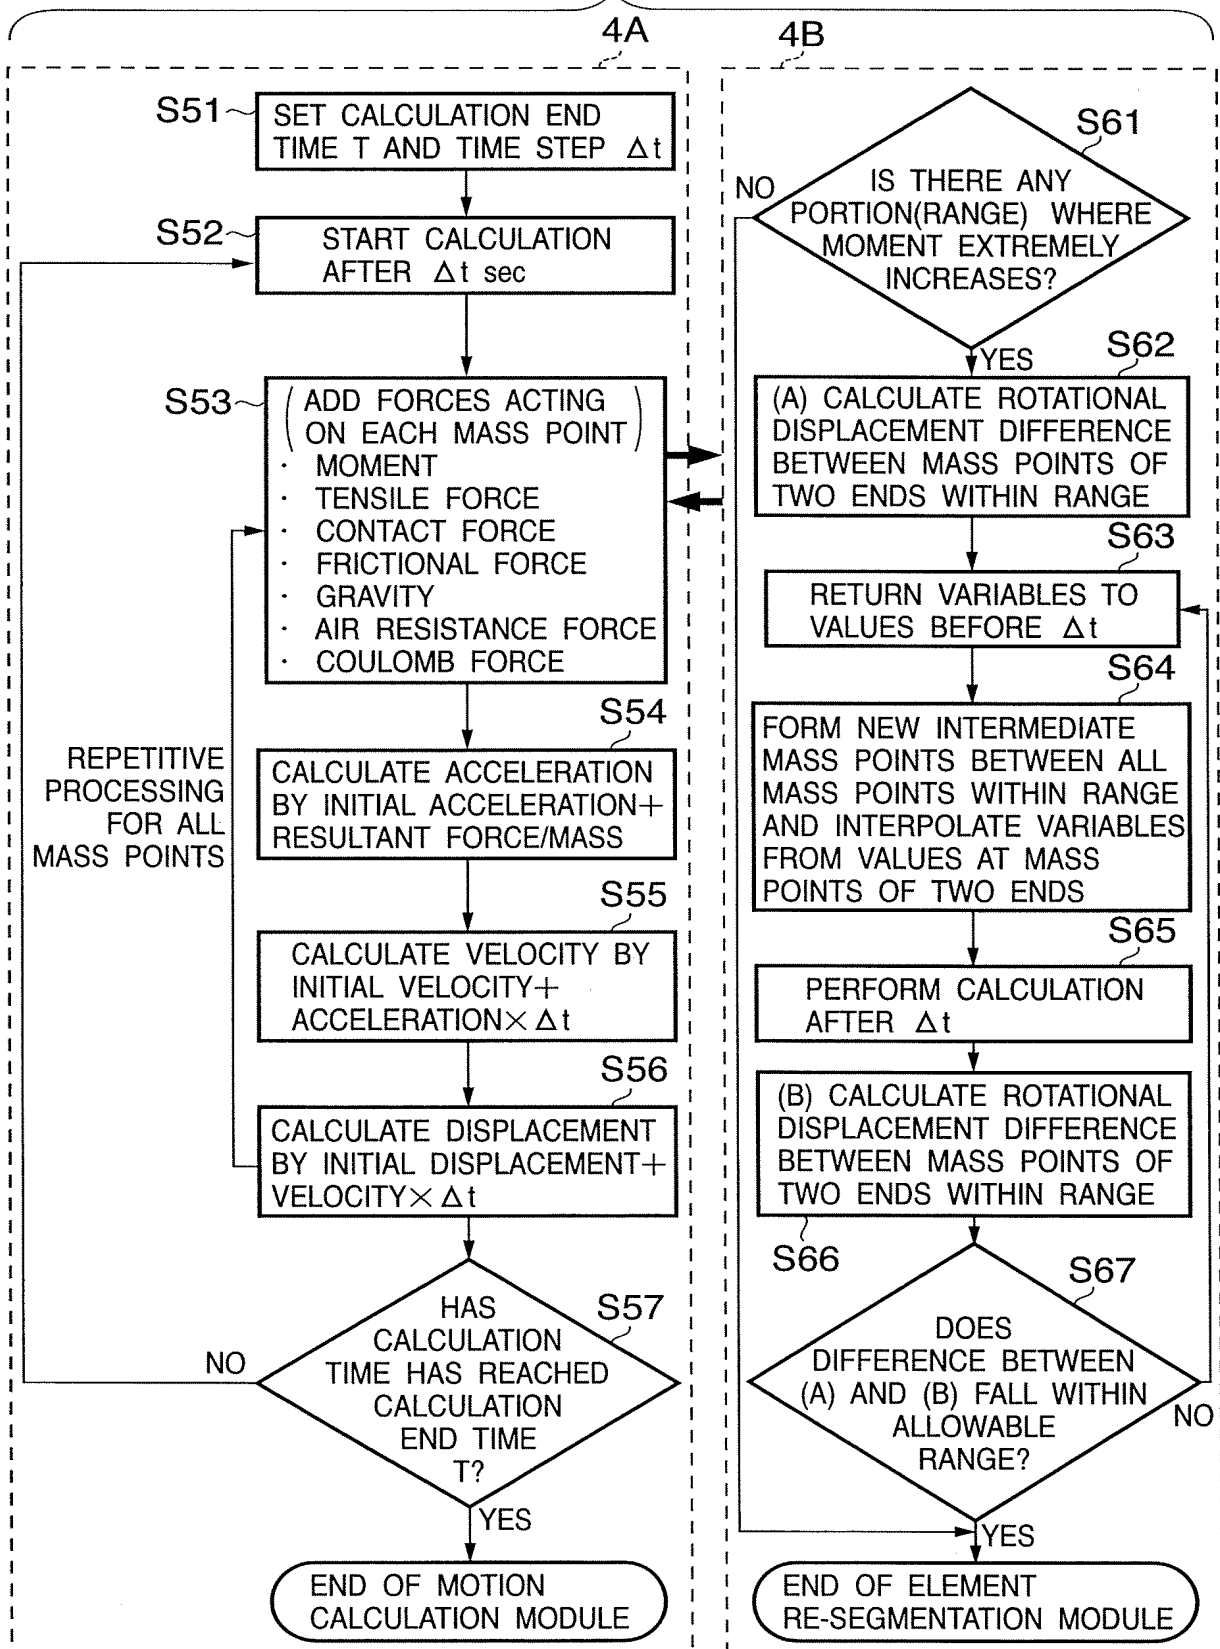 4A
S51
SET CALCULATION END
TIME T AND TIME STEP Δt
S52
START CALCULATION
AFTER Δt sec
S53
(ADD FORCES ACTING
ON EACH MASS POINT)
· MOMENT
· TENSILE FORCE
· CONTACT FORCE
· FRICTIONAL FORCE
· GRAVITY
· AIR RESISTANCE FORCE
· COULOMB FORCE
REPETITIVE
PROCESSING
FOR ALL
MASS POINTS
S54
CALCULATE ACCELERATION
BY INITIAL ACCELERATION+
RESULTANT FORCE/MASS
S55
CALCULATE VELOCITY BY
INITIAL VELOCITY+
ACCELERATION× Δt
S56
CALCULATE DISPLACEMENT
BY INITIAL DISPLACEMENT+
VELOCITY× Δt
S57
HAS
CALCULATION
TIME HAS REACHED
CALCULATION
END TIME
T?
NO
YES
END OF MOTION
CALCULATION MODULE
4B
S61
IS THERE ANY
PORTION(RANGE) WHERE
MOMENT EXTREMELY
INCREASES?
NO
YES
S62
(A) CALCULATE ROTATIONAL
DISPLACEMENT DIFFERENCE
BETWEEN MASS POINTS OF
TWO ENDS WITHIN RANGE
S63
RETURN VARIABLES TO
VALUES BEFORE Δt
S64
FORM NEW INTERMEDIATE
MASS POINTS BETWEEN ALL
MASS POINTS WITHIN RANGE
AND INTERPOLATE VARIABLES
FROM VALUES AT MASS
POINTS OF TWO ENDS
S65
PERFORM CALCULATION
AFTER Δt
(B) CALCULATE ROTATIONAL
DISPLACEMENT DIFFERENCE
BETWEEN MASS POINTS OF
TWO ENDS WITHIN RANGE
S66
S67
DOES
DIFFERENCE BETWEEN
(A) AND (B) FALL WITHIN
ALLOWABLE
RANGE?
NO
YES
END OF ELEMENT
RE-SEGMENTATION MODULE